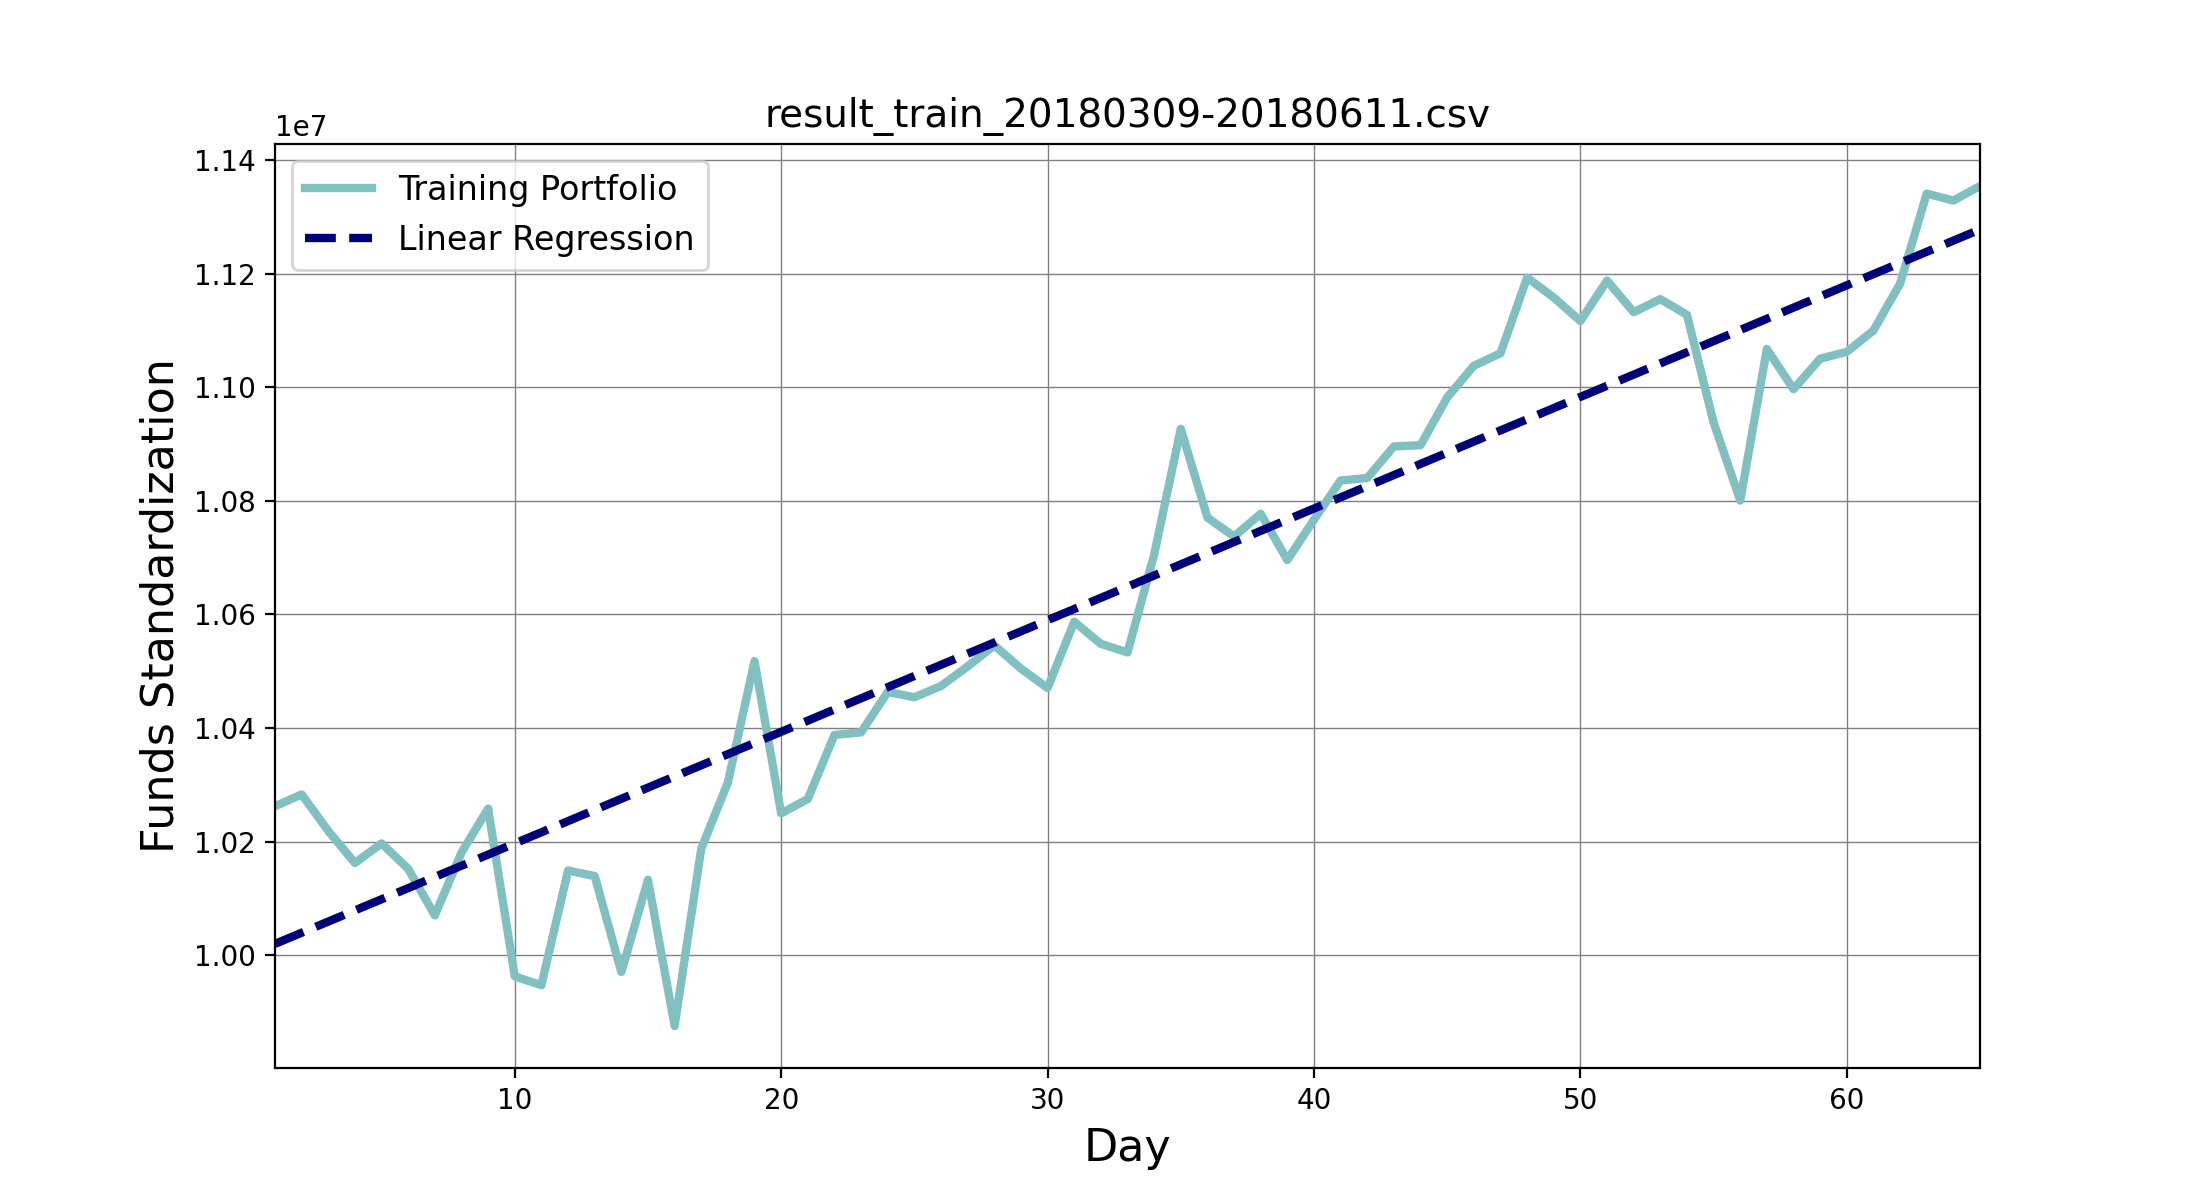 result_train_20180309-20180611.csv
1e7
Training Portfolio
Linear Regression
1.14
1.12
1.10
1.08
1.06
1.04
1.02
1.00
Funds Standardization
10 20 30 40 50 60
Day